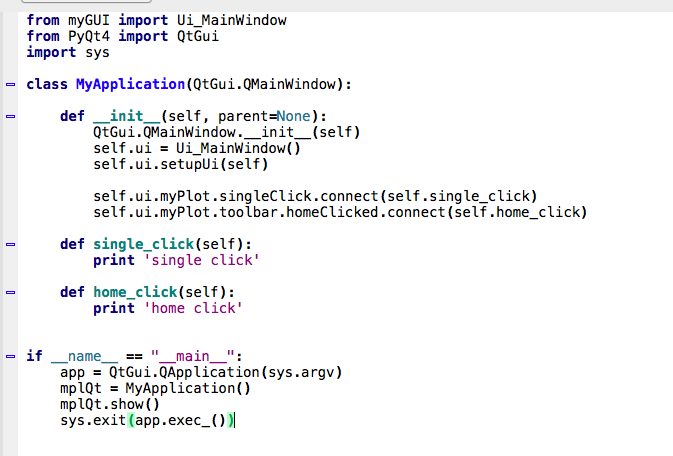 from myGUI import Ui_MainWindow
from PyQt4 import QtGui
import sys
class MyApplication(QtGui.QMainWindow):
def __init__(self, parent=None):
QtGui.QMainWindow.__init__(self)
self.ui = Ui_MainWindow()
self.ui.setupUi(self)
self.ui.myPlot.singleClick.connect(self.single_click)
self.ui.myPlot.toolbar.homeClicked.connect(self.home_click)
def single_click(self):
print 'single click'
def home_click(self):
print 'home click'
if __name__ == "__main__":
app = QtGui.QApplication(sys.argv)
mplQt = MyApplication()
mplQt.show()
sys.exit(app.exec_())